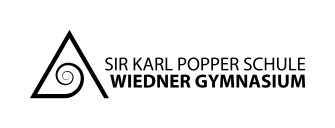 SIR KARL POPPER SCHULE
WIEDNER GYMNASIUM